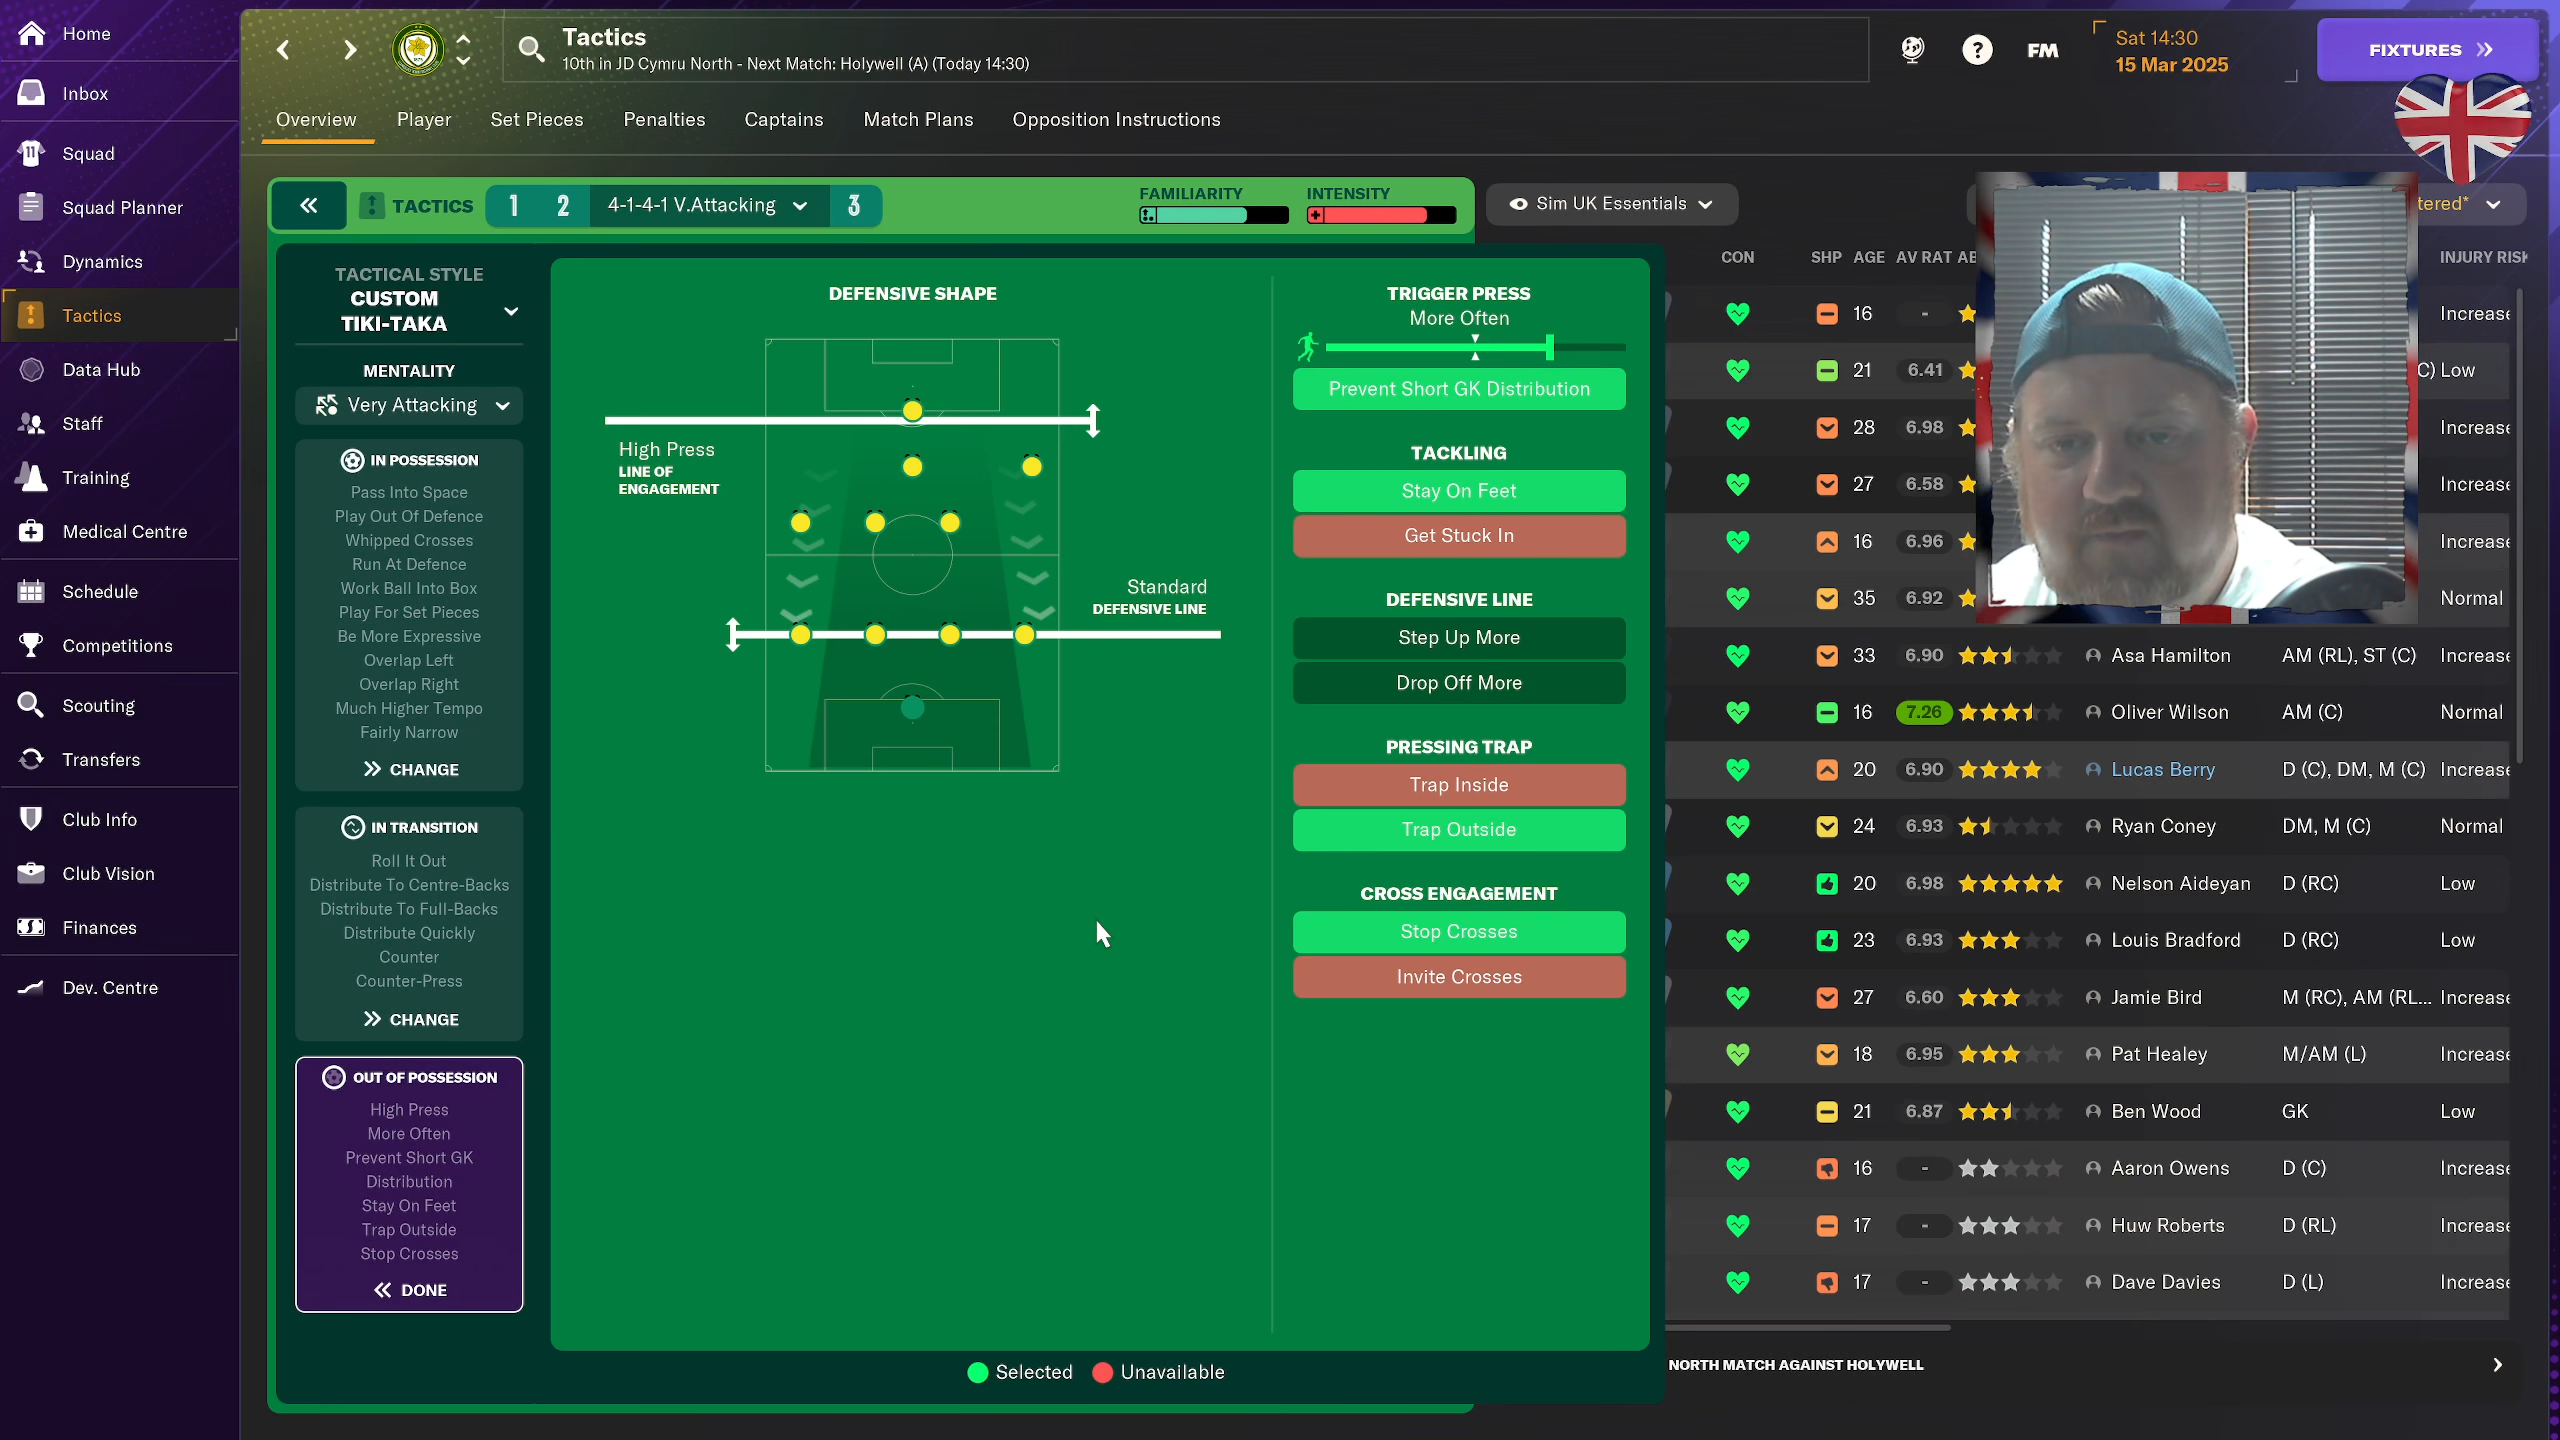 Home
Inbox
Squad
Squad Planner
Dynamics
Tactics
Data Hub
Staff
Training
Medical Centre
Schedule
Competitions
Scouting
Transfers
Club Info
Club Vision
Finances
Dev. Centre
Tactics
10th in JD Cymru North - Next Match: Holywell (A) (Today 14:30)
FM
Sat 14:30
15 Mar 2025
FIXTURES
Overview
Player
Set Pieces
Penalties
Captains
Match Plans
Opposition Instructions
TACTICS
1
2
4-1-4-1 V.Attacking
3
FAMILIARITY
INTENSITY
TACTICAL STYLE
CUSTOM
TIKI-TAKA
MENTALITY
Very Attacking
IN POSSESSION
Pass Into Space
Play Out Of Defence
Whipped Crosses
Run At Defence
Work Ball Into Box
Play For Set Pieces
Be More Expressive
Overlap Left
Overlap Right
Much Higher Tempo
Fairly Narrow
CHANGE
IN TRANSITION
Roll It Out
Distribute To Centre-Backs
Distribute To Full-Backs
Distribute Quickly
Counter
Counter-Press
CHANGE
OUT OF POSSESSION
High Press
More Often
Prevent Short GK
Distribution
Stay On Feet
Trap Outside
Stop Crosses
DONE
DEFENSIVE SHAPE
High Press
LINE OF
ENGAGEMENT
Standard
DEFENSIVE LINE
TRIGGER PRESS
More Often
Prevent Short GK Distribution
TACKLING
Stay On Feet
Get Stuck In
DEFENSIVE LINE
Step Up More
Drop Off More
PRESSING TRAP
Trap Inside
Trap Outside
CROSS ENGAGEMENT
Stop Crosses
Invite Crosses
Selected
Unavailable
Sim UK Essentials
tered*
CON SHP AGE AV RAT AB INJURY RISK
16 - Increase
21 6.41 C) Low
28 6.98 Increase
27 6.58 Increase
16 6.96 Increase
35 6.92 Normal
33 6.90 Asa Hamilton AM (RL), ST (C) Increase
16 7.26 Oliver Wilson AM (C) Normal
20 6.90 Lucas Berry D (C), DM, M (C) Increase
24 6.93 Ryan Coney DM, M (C) Normal
20 6.98 Nelson Aideyan D (RC) Low
23 6.93 Louis Bradford D (RC) Low
27 6.60 Jamie Bird M (RC), AM (RL... Increase
18 6.95 Pat Healey M/AM (L) Increase
21 6.87 Ben Wood GK Low
16 - Aaron Owens D (C) Increase
17 - Huw Roberts D (RL) Increase
17 - Dave Davies D (L) Increase
NORTH MATCH AGAINST HOLYWELL